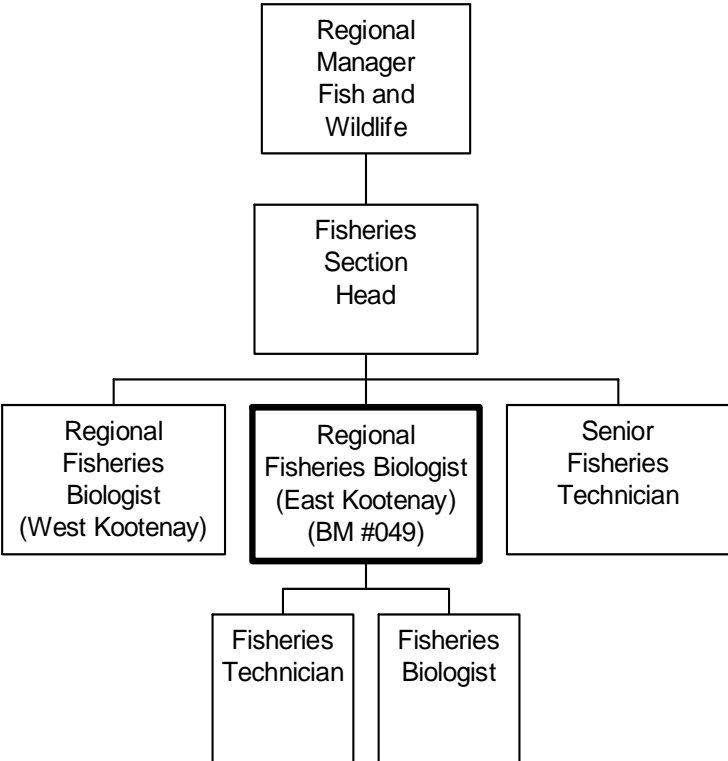 Regional
Manager
Fish and
Wildlife
Fisheries
Section
Head
Regional
Fisheries
Biologist
(West Kootenay)
Regional
Fisheries Biologist
(East Kootenay)
(BM #049)
Senior
Fisheries
Technician
Fisheries
Technician
Fisheries
Biologist